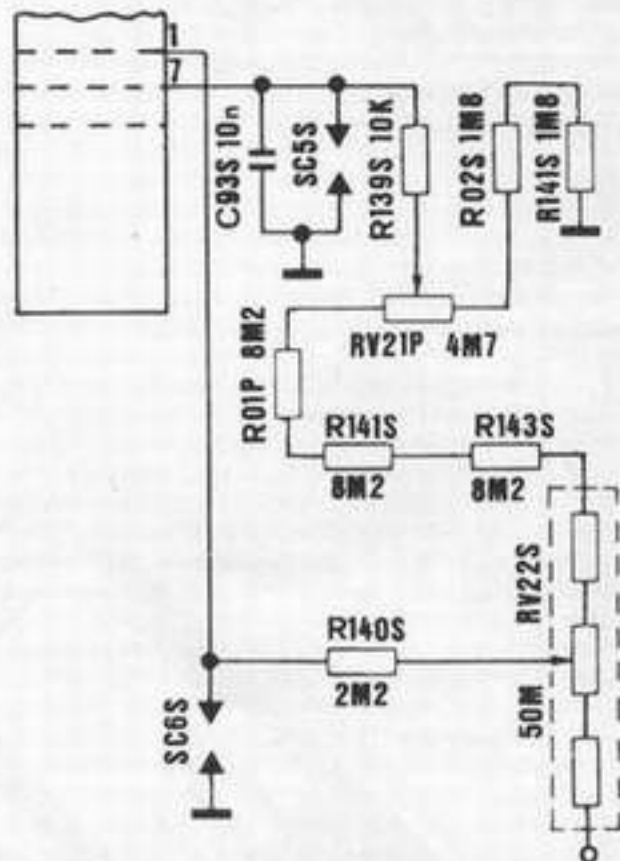 1
7
C93S 10n
SC5S
R139S 10K
R02S 1M8
R141S 1M8
RV21P 4M7
R01P 8M2
R141S
8M2
R143S
8M2
RV22S
50M
R140S
2M2
SC6S